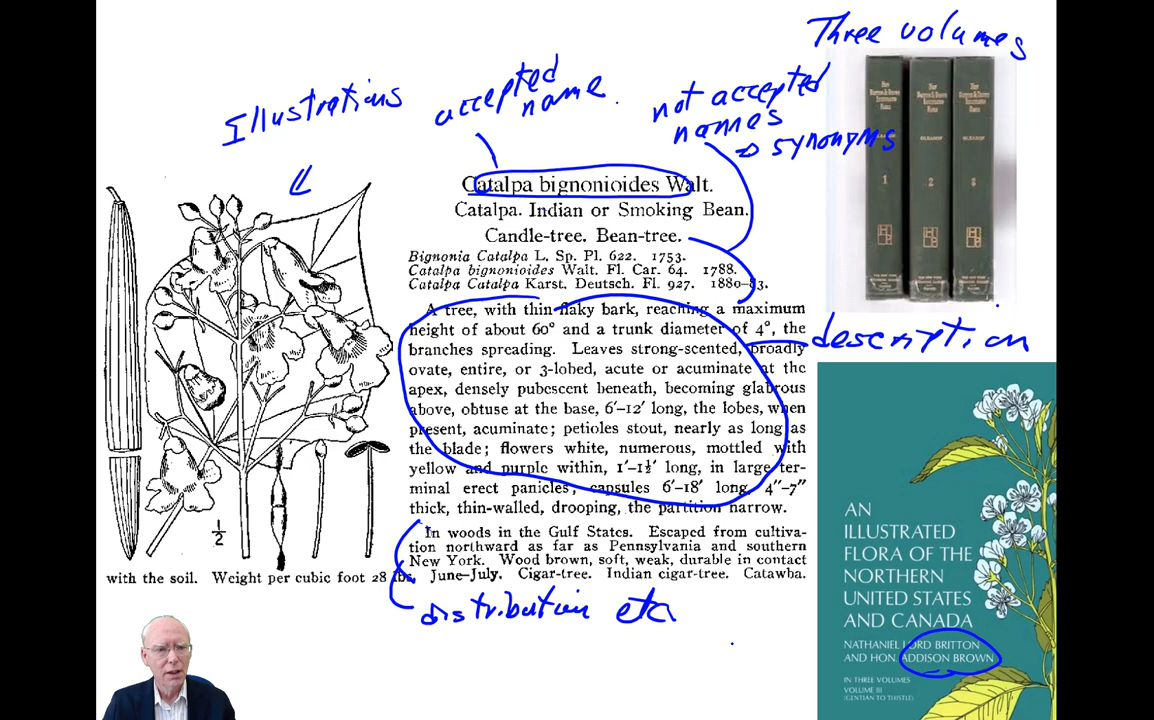 Three volumes
Illustrations
accepted
name
not accepted
names
→ synonyms
Catalpa bignonioides Walt.
Catalpa. Indian or Smoking Bean.
Candle-tree. Bean-tree.
Bignonia Catalpa L. Sp. Pl. 622. 1753.
Catalpa bignonioides Walt. Fl. Car. 64. 1788.
Catalpa Catalpa Karst. Deutsch. Fl. 927. 1880-83.
A tree, with thin flaky bark, reaching a maximum
height of about 60° and a trunk diameter of 4°, the
branches spreading. Leaves strong-scented, broadly
ovate, entire, or 3-lobed, acute or acuminate at the
apex, densely pubescent beneath, becoming glabrous
above, obtuse at the base, 6'-12' long, the lobes, when
present, acuminate; petioles stout, nearly as long as
the blade; flowers white, numerous, mottled with
yellow and purple within, 1'-1½' long, in large ter-
minal erect panicles; capsules 6'-18' long, 4"-7"
thick, thin-walled, drooping, the partition narrow.
In woods in the Gulf States. Escaped from cultiva-
tion northward as far as Pennsylvania and southern
New York. Wood brown, soft, weak, durable in contact
with the soil. Weight per cubic foot 28 lbs. June-July. Cigar-tree. Indian cigar-tree. Catawba.
½
description
distribution etc
GLEASON
GLEASON
1
2
3
AN
ILLUSTRATED
FLORA OF THE
NORTHERN
UNITED STATES
AND CANADA
NATHANIEL LORD BRITTON
AND HON. ADDISON BROWN
IN THREE VOLUMES
VOLUME III
(GENTIAN TO THISTLE)